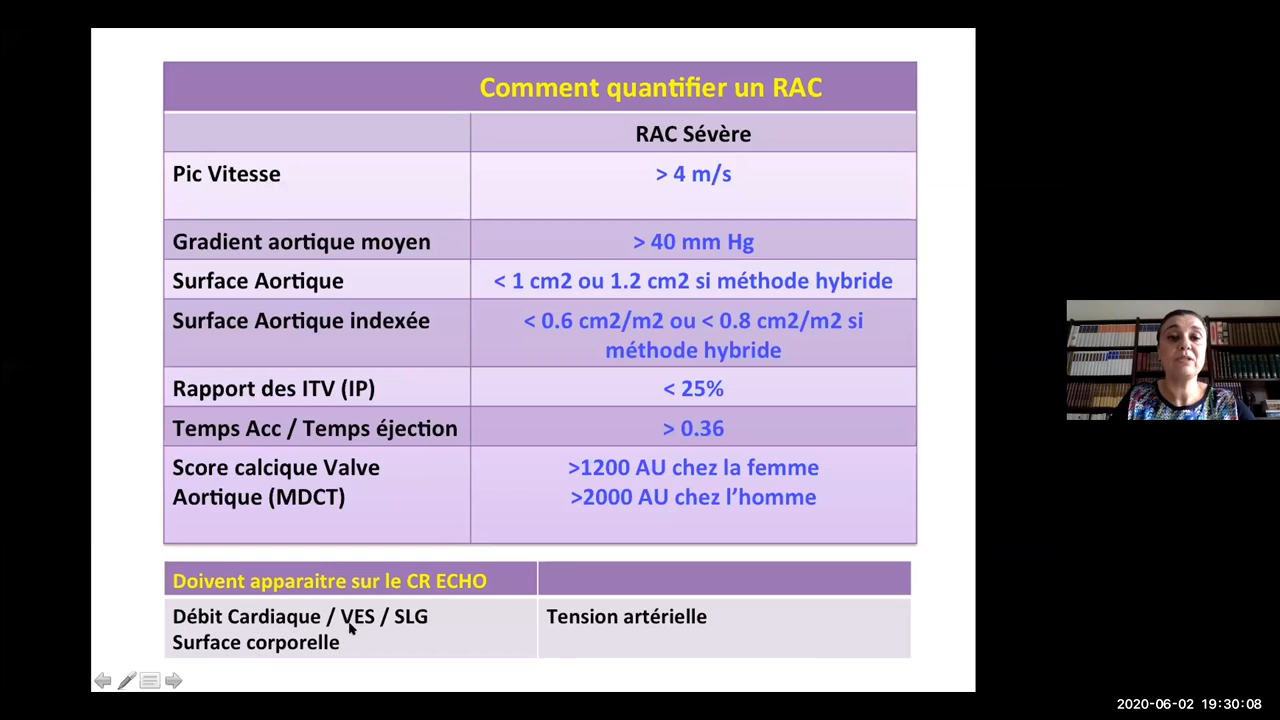 Comment quantifier un RAC
RAC Sévère
Pic Vitesse
> 4 m/s
Gradient aortique moyen
> 40 mm Hg
Surface Aortique
< 1 cm2 ou 1.2 cm2 si méthode hybride
Surface Aortique indexée
< 0.6 cm2/m2 ou < 0.8 cm2/m2 si
méthode hybride
Rapport des ITV (IP)
< 25%
Temps Acc / Temps éjection
> 0.36
Score calcique Valve
Aortique (MDCT)
>1200 AU chez la femme
>2000 AU chez l’homme
Doivent apparaitre sur le CR ECHO
Débit Cardiaque / VES / SLG
Surface corporelle
Tension artérielle
2020-06-02 19:30:08